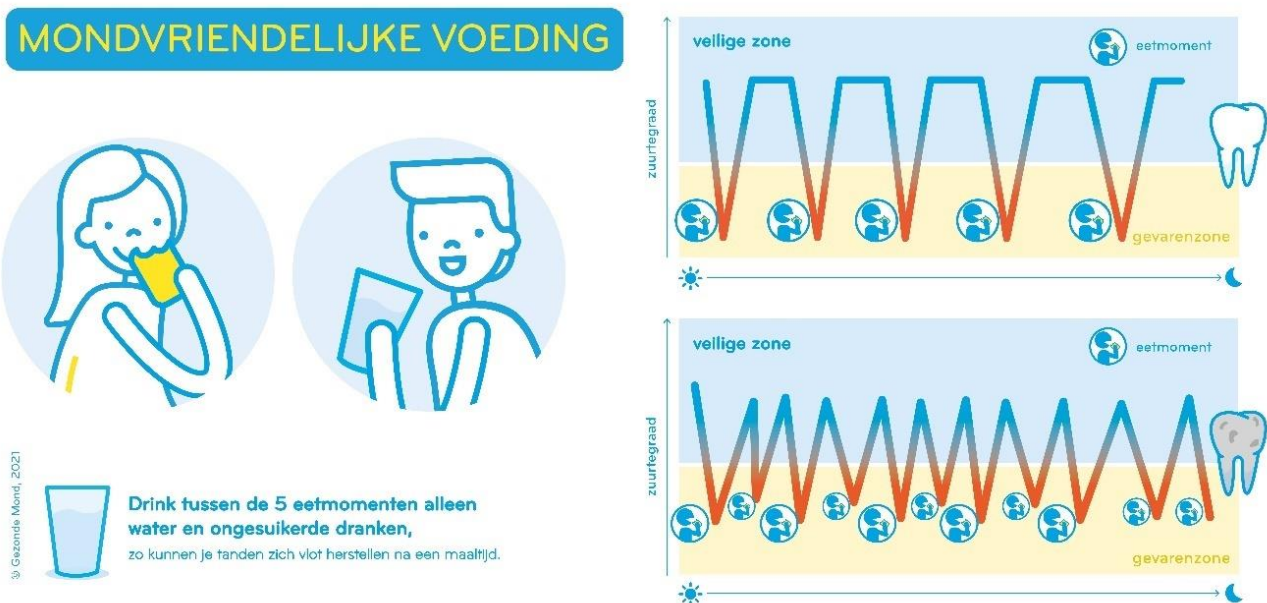 MONDVRIENDELIJKE VOEDING
© Gezonde Mond, 2021
Drink tussen de 5 eetmomenten alleen
water en ongesuikerde dranken,
zo kunnen je tanden zich vlot herstellen na een maaltijd.
veilige zone
eetmoment
zuurtegraad
gevarenzone
veilige zone
eetmoment
zuurtegraad
gevarenzone